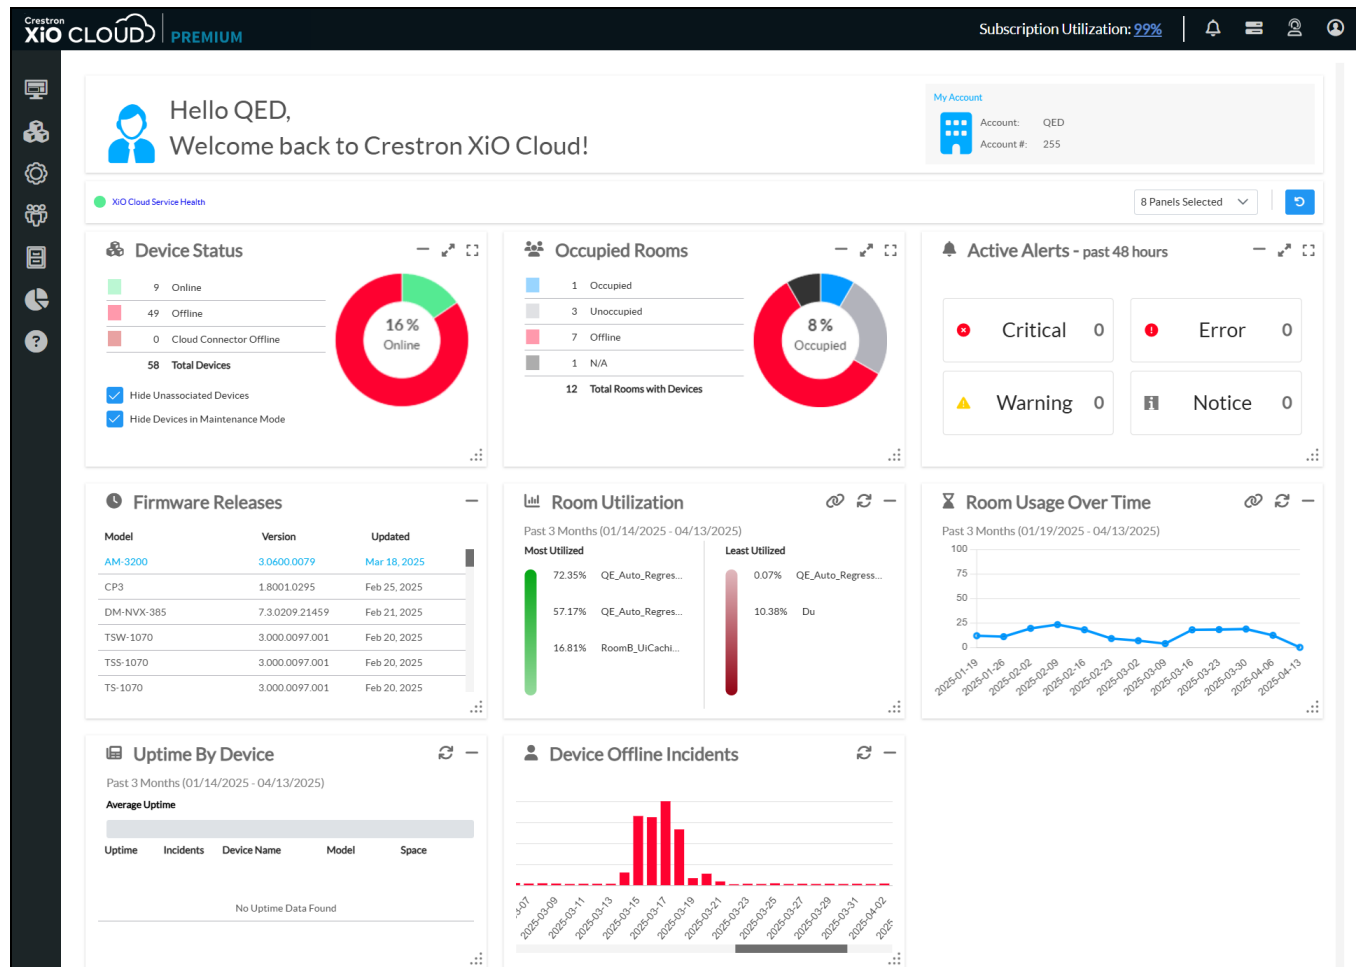 Crestron
XiO CLOUD PREMIUM
Subscription Utilization: 99%
Hello QED,
Welcome back to Crestron XiO Cloud!
My Account
Account: QED
Account #: 255
XiO Cloud Service Health
8 Panels Selected
Device Status
9 Online
49 Offline
0 Cloud Connector Offline
58 Total Devices
Hide Unassociated Devices
Hide Devices in Maintenance Mode
16 %
Online
Occupied Rooms
1 Occupied
3 Unoccupied
7 Offline
1 N/A
12 Total Rooms with Devices
8 %
Occupied
Active Alerts - past 48 hours
Critical 0
Error 0
Warning 0
Notice 0
Firmware Releases
Model Version Updated
AM-3200 3.0600.0079 Mar 18, 2025
CP3 1.8001.0295 Feb 25, 2025
DM-NVX-385 7.3.0209.21459 Feb 21, 2025
TSW-1070 3.000.0097.001 Feb 20, 2025
TSS-1070 3.000.0097.001 Feb 20, 2025
TS-1070 3.000.0097.001 Feb 20, 2025
Room Utilization
Past 3 Months (01/14/2025 - 04/13/2025)
Most Utilized
72.35% QE_Auto_Regres...
57.17% QE_Auto_Regres...
16.81% RoomB_UiCachi...
Least Utilized
0.07% QE_Auto_Regress...
10.38% Du
Room Usage Over Time
Past 3 Months (01/19/2025 - 04/13/2025)
100
75
50
25
0
2025-01-19
2025-01-26
2025-02-02
2025-02-09
2025-02-16
2025-02-23
2025-03-02
2025-03-09
2025-03-16
2025-03-23
2025-03-30
2025-04-06
2025-04-13
Uptime By Device
Past 3 Months (01/14/2025 - 04/13/2025)
Average Uptime
Uptime Incidents Device Name Model Space
No Uptime Data Found
Device Offline Incidents
3-07
2025-03-09
2025-03-11
2025-03-13
2025-03-15
2025-03-17
2025-03-19
2025-03-21
2025-03-23
2025-03-25
2025-03-27
2025-03-29
2025-03-31
2025-04-02
2025